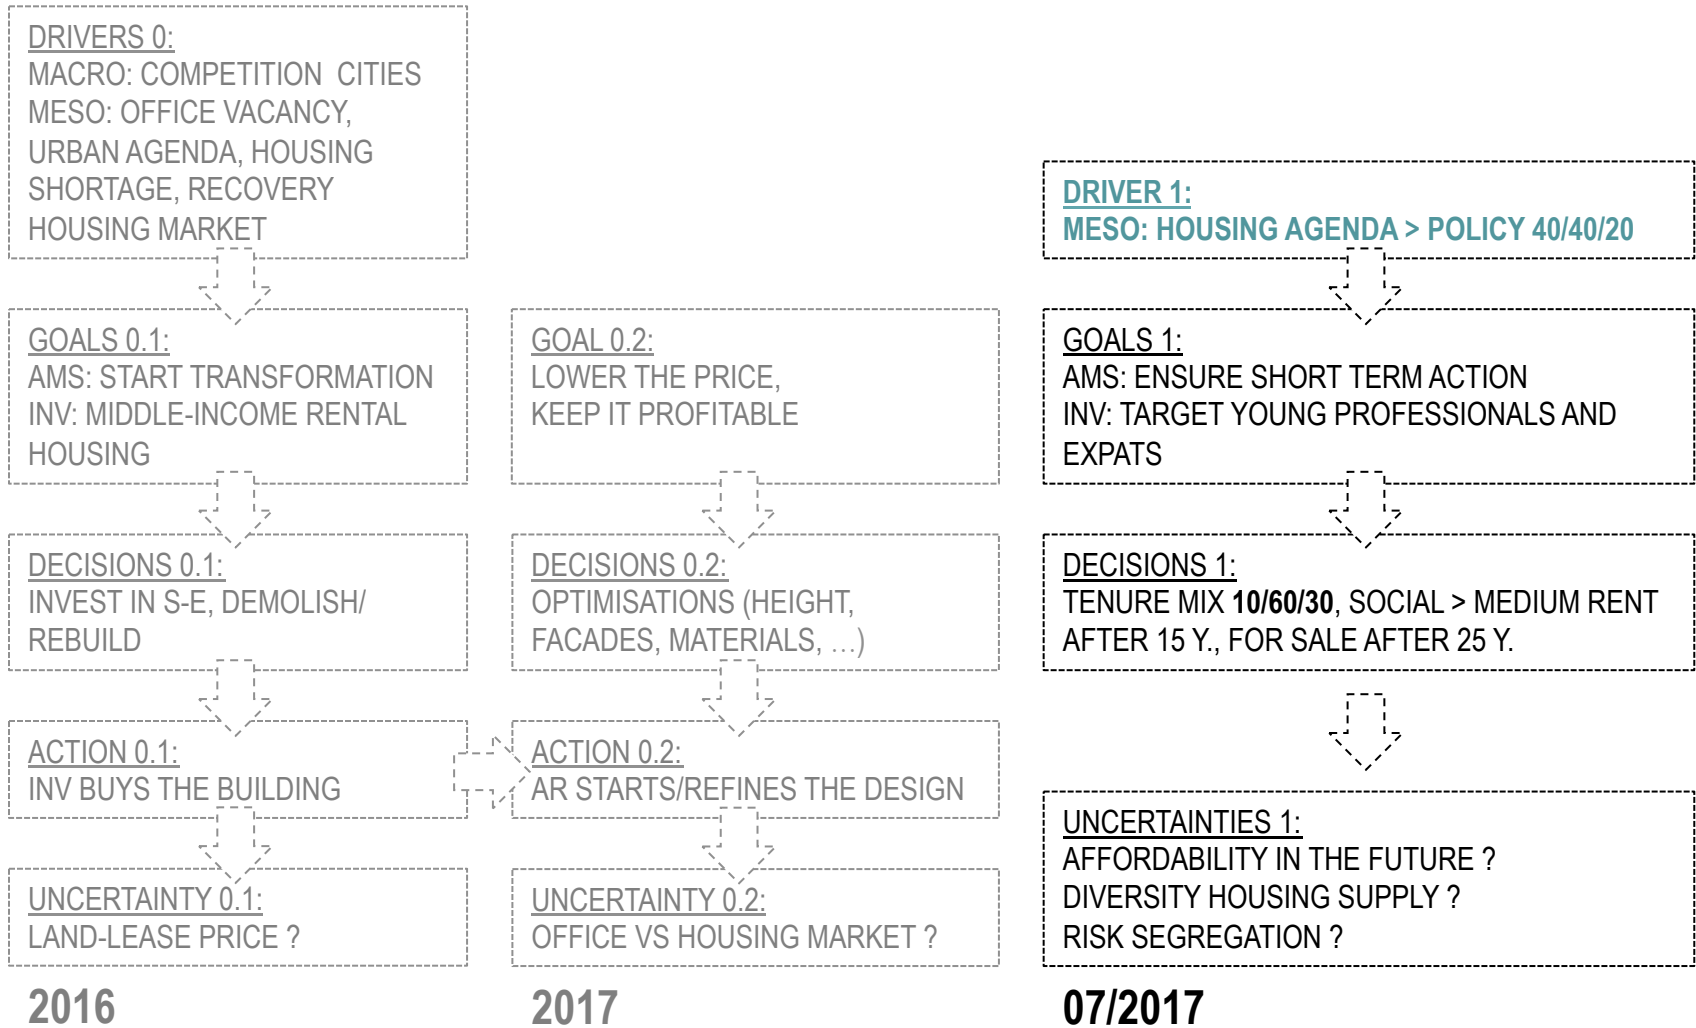 DRIVERS 0:
MACRO: COMPETITION CITIES
MESO: OFFICE VACANCY,
URBAN AGENDA, HOUSING
SHORTAGE, RECOVERY
HOUSING MARKET
GOALS 0.1:
AMS: START TRANSFORMATION
INV: MIDDLE-INCOME RENTAL
HOUSING
DECISIONS 0.1:
INVEST IN S-E, DEMOLISH/
REBUILD
ACTION 0.1:
INV BUYS THE BUILDING
UNCERTAINTY 0.1:
LAND-LEASE PRICE ?
2016
GOAL 0.2:
LOWER THE PRICE,
KEEP IT PROFITABLE
DECISIONS 0.2:
OPTIMISATIONS (HEIGHT,
FACADES, MATERIALS, …)
ACTION 0.2:
AR STARTS/REFINES THE DESIGN
UNCERTAINTY 0.2:
OFFICE VS HOUSING MARKET ?
2017
DRIVER 1:
MESO: HOUSING AGENDA > POLICY 40/40/20
GOALS 1:
AMS: ENSURE SHORT TERM ACTION
INV: TARGET YOUNG PROFESSIONALS AND
EXPATS
DECISIONS 1:
TENURE MIX 10/60/30, SOCIAL > MEDIUM RENT
AFTER 15 Y., FOR SALE AFTER 25 Y.
UNCERTAINTIES 1:
AFFORDABILITY IN THE FUTURE ?
DIVERSITY HOUSING SUPPLY ?
RISK SEGREGATION ?
07/2017